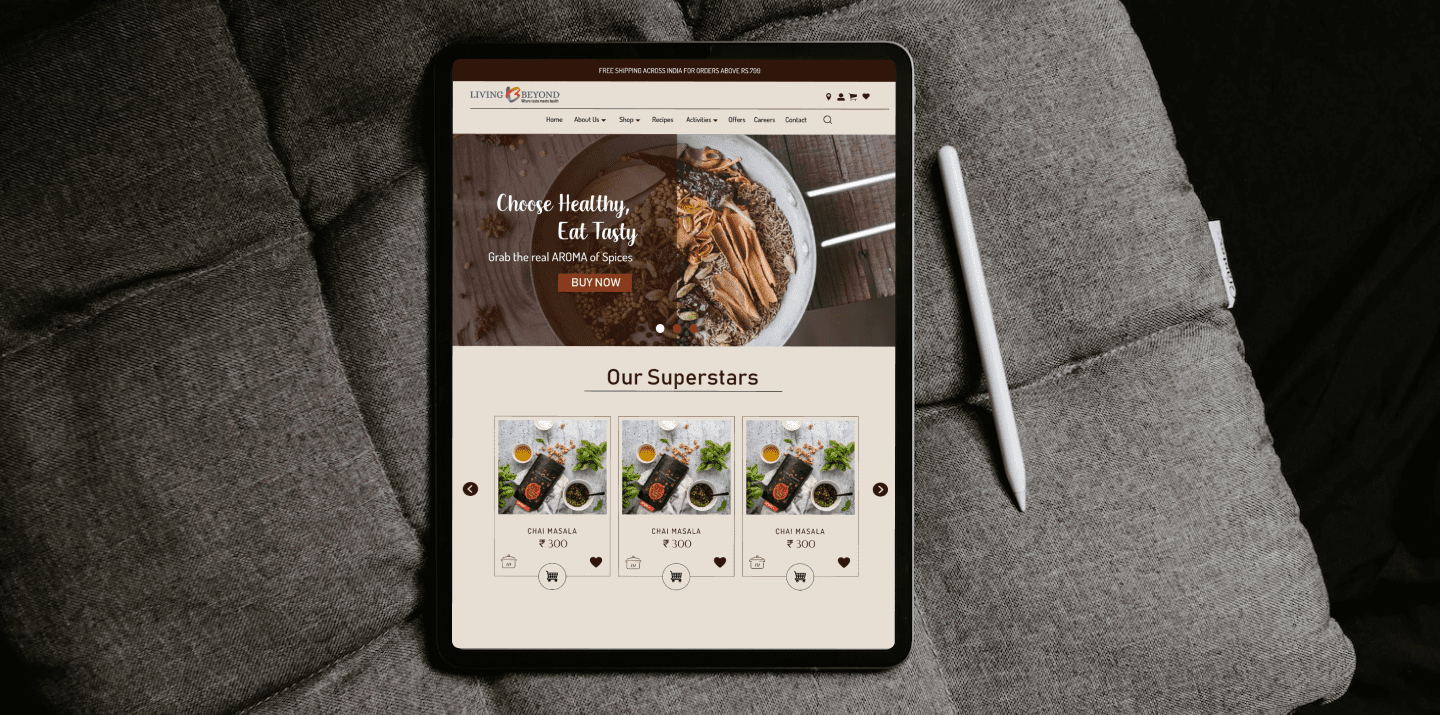 FREE SHIPPING ACROSS INDIA FOR ORDERS ABOVE RS.799
LIVING BEYOND
Where taste meets health
Home About Us Shop Recipes Activities Offers Careers Contact
Choose Healthy,
Eat Tasty
Grab the real AROMA of Spices
BUY NOW
Our Superstars
CHAI MASALA CHAI MASALA CHAI MASALA
₹ 300 ₹ 300 ₹ 300